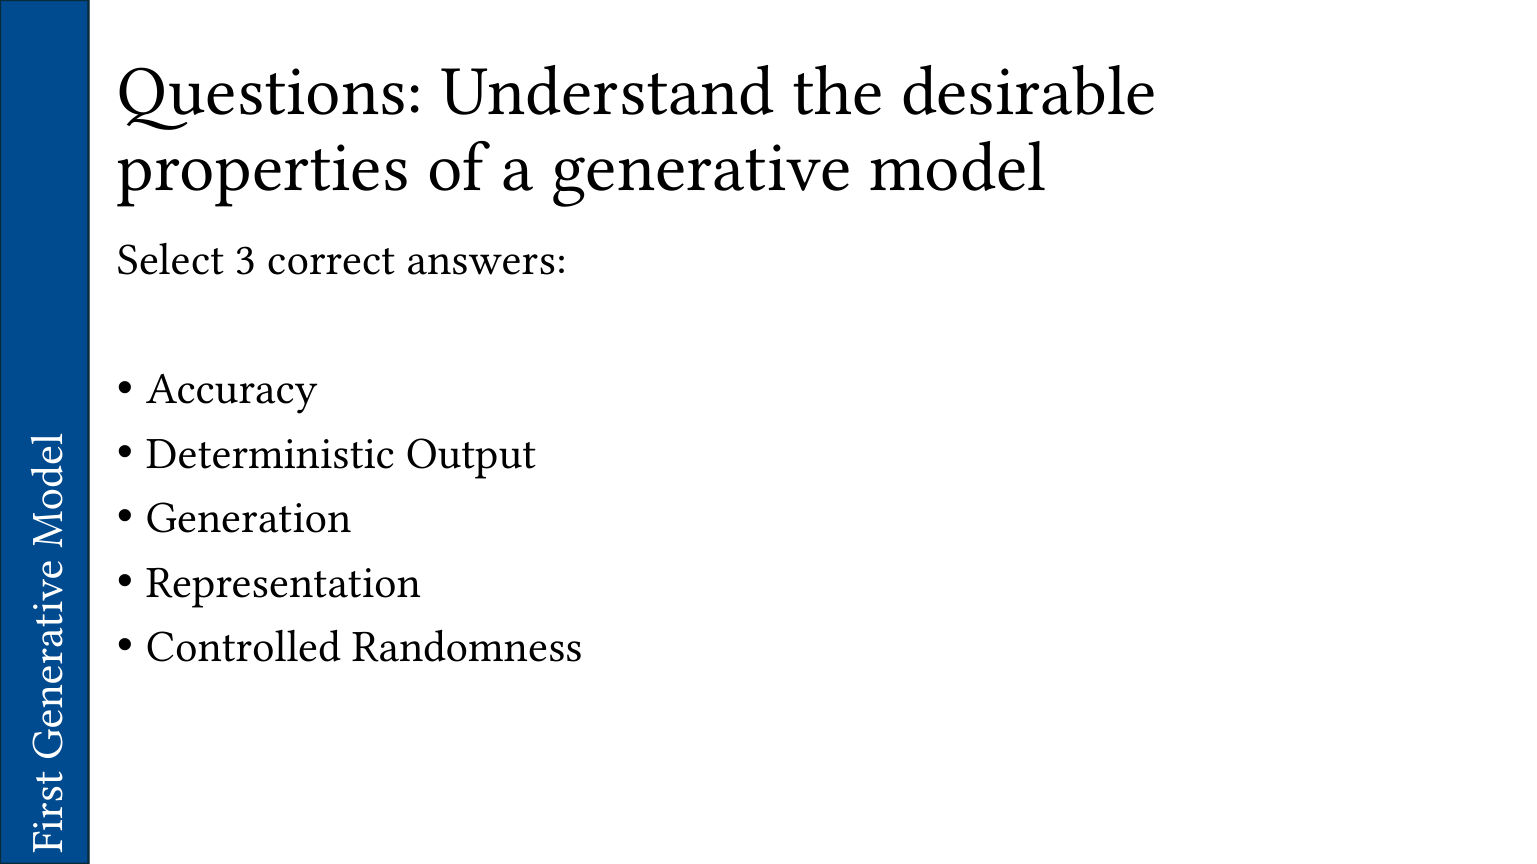 First Generative Model
Questions: Understand the desirable
properties of a generative model
Select 3 correct answers:
• Accuracy
• Deterministic Output
• Generation
• Representation
• Controlled Randomness